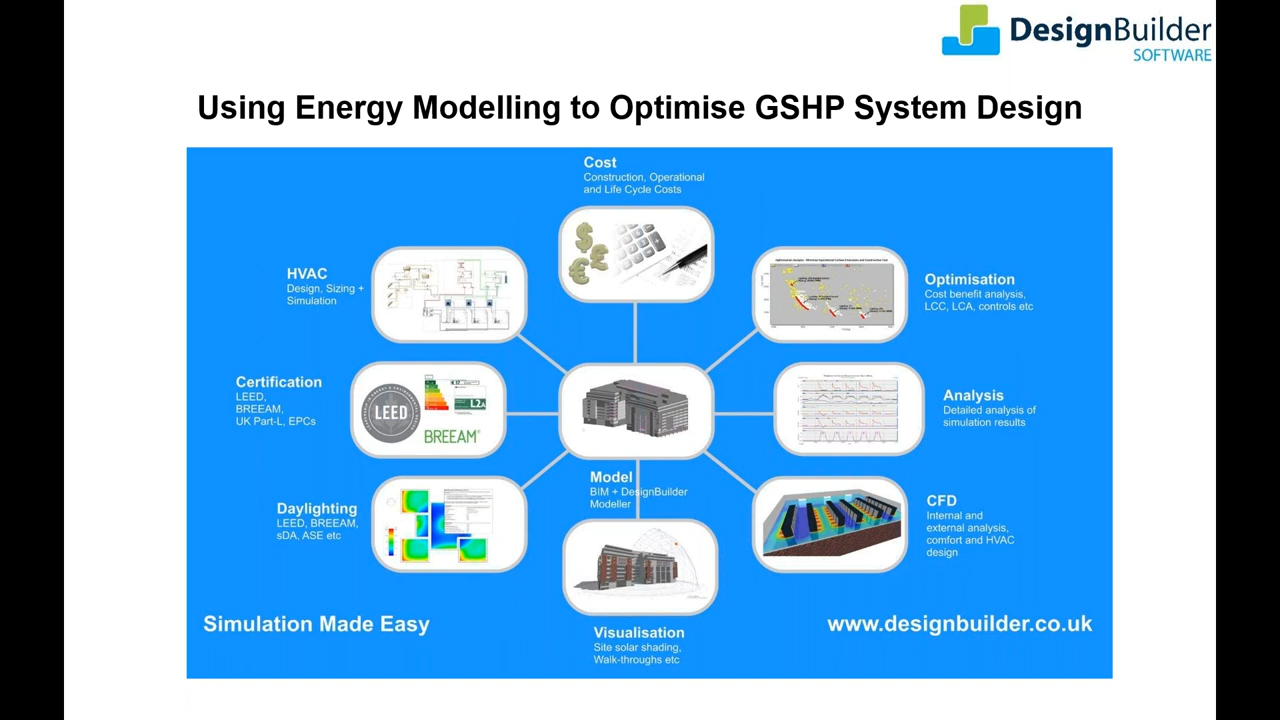 DesignBuilder
SOFTWARE
Using Energy Modelling to Optimise GSHP System Design
Cost
Construction, Operational
and Life Cycle Costs
HVAC
Design, Sizing +
Simulation
Optimisation
Cost benefit analysis,
LCC, LCA, controls etc
Certification
LEED,
BREEAM,
UK Part-L, EPCs
LEED
L2A
BREEAM
Analysis
Detailed analysis of
simulation results
Model
BIM + DesignBuilder
Modeller
Daylighting
LEED, BREEAM,
sDA, ASE etc
CFD
Internal and
external analysis,
comfort and HVAC
design
Simulation Made Easy
www.designbuilder.co.uk
Visualisation
Site solar shading,
Walk-throughs etc